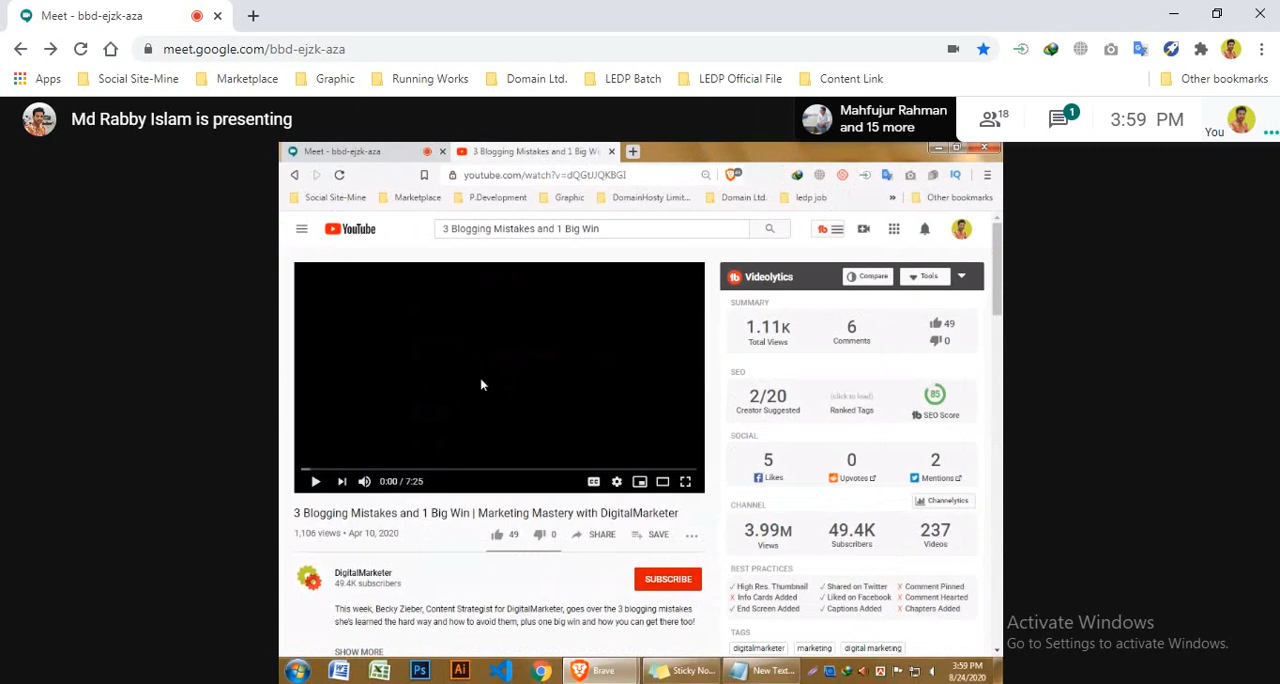 Meet - bbd-ejzk-aza
meet.google.com/bbd-ejzk-aza
Apps Social Site-Mine Marketplace Graphic Running Works Domain Ltd. LEDP Batch LEDP Official File Content Link Other bookmarks
Md Rabby Islam is presenting
Mahfujur Rahman
and 15 more
18
1
3:59 PM
You
Meet - bbd-ejzk-aza 3 Blogging Mistakes and 1 Big Wi
youtube.com/watch?v=dQGtJJQKBGI
Social Site-Mine Marketplace P.Development Graphic DomainHosty Limit... Domain Ltd. ledp job » Other bookmarks
YouTube
3 Blogging Mistakes and 1 Big Win
Videolytics Compare Tools
SUMMARY
1.11K 6 49
Total Views Comments 0
SEO
2/20 (click to load) 85
Creator Suggested Ranked Tags SEO Score
SOCIAL
5 0 2
Likes Upvotes Mentions
CHANNEL Channelytics
3.99M 49.4K 237
Views Subscribers Videos
BEST PRACTICES
✓ High Res. Thumbnail ✓ Shared on Twitter X Comment Pinned
X Info Cards Added ✓ Liked on Facebook X Comment Hearted
✓ End Screen Added ✓ Captions Added X Chapters Added
TAGS
digitalmarketer marketing digital marketing
0:00 / 7:25
3 Blogging Mistakes and 1 Big Win | Marketing Mastery with DigitalMarketer
1,106 views • Apr 10, 2020 49 0 SHARE SAVE ...
DigitalMarketer
49.4K subscribers
SUBSCRIBE
This week, Becky Zieber, Content Strategist for DigitalMarketer, goes over the 3 blogging mistakes
she's learned the hard way and how to avoid them, plus one big win and how you can get there too!
SHOW MORE
Activate Windows
Go to Settings to activate Windows.
Ps Ai Brave Sticky No... New Text...
3:59 PM
8/24/2020